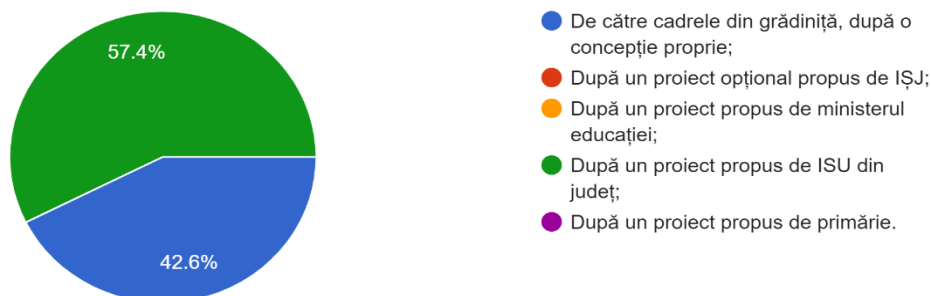 57.4%
42.6%
De către cadrele din grădiniță, după o
concepție proprie;
După un proiect opțional propus de IȘJ;
După un proiect propus de ministerul
educației;
După un proiect propus de ISU din
județ;
După un proiect propus de primărie.